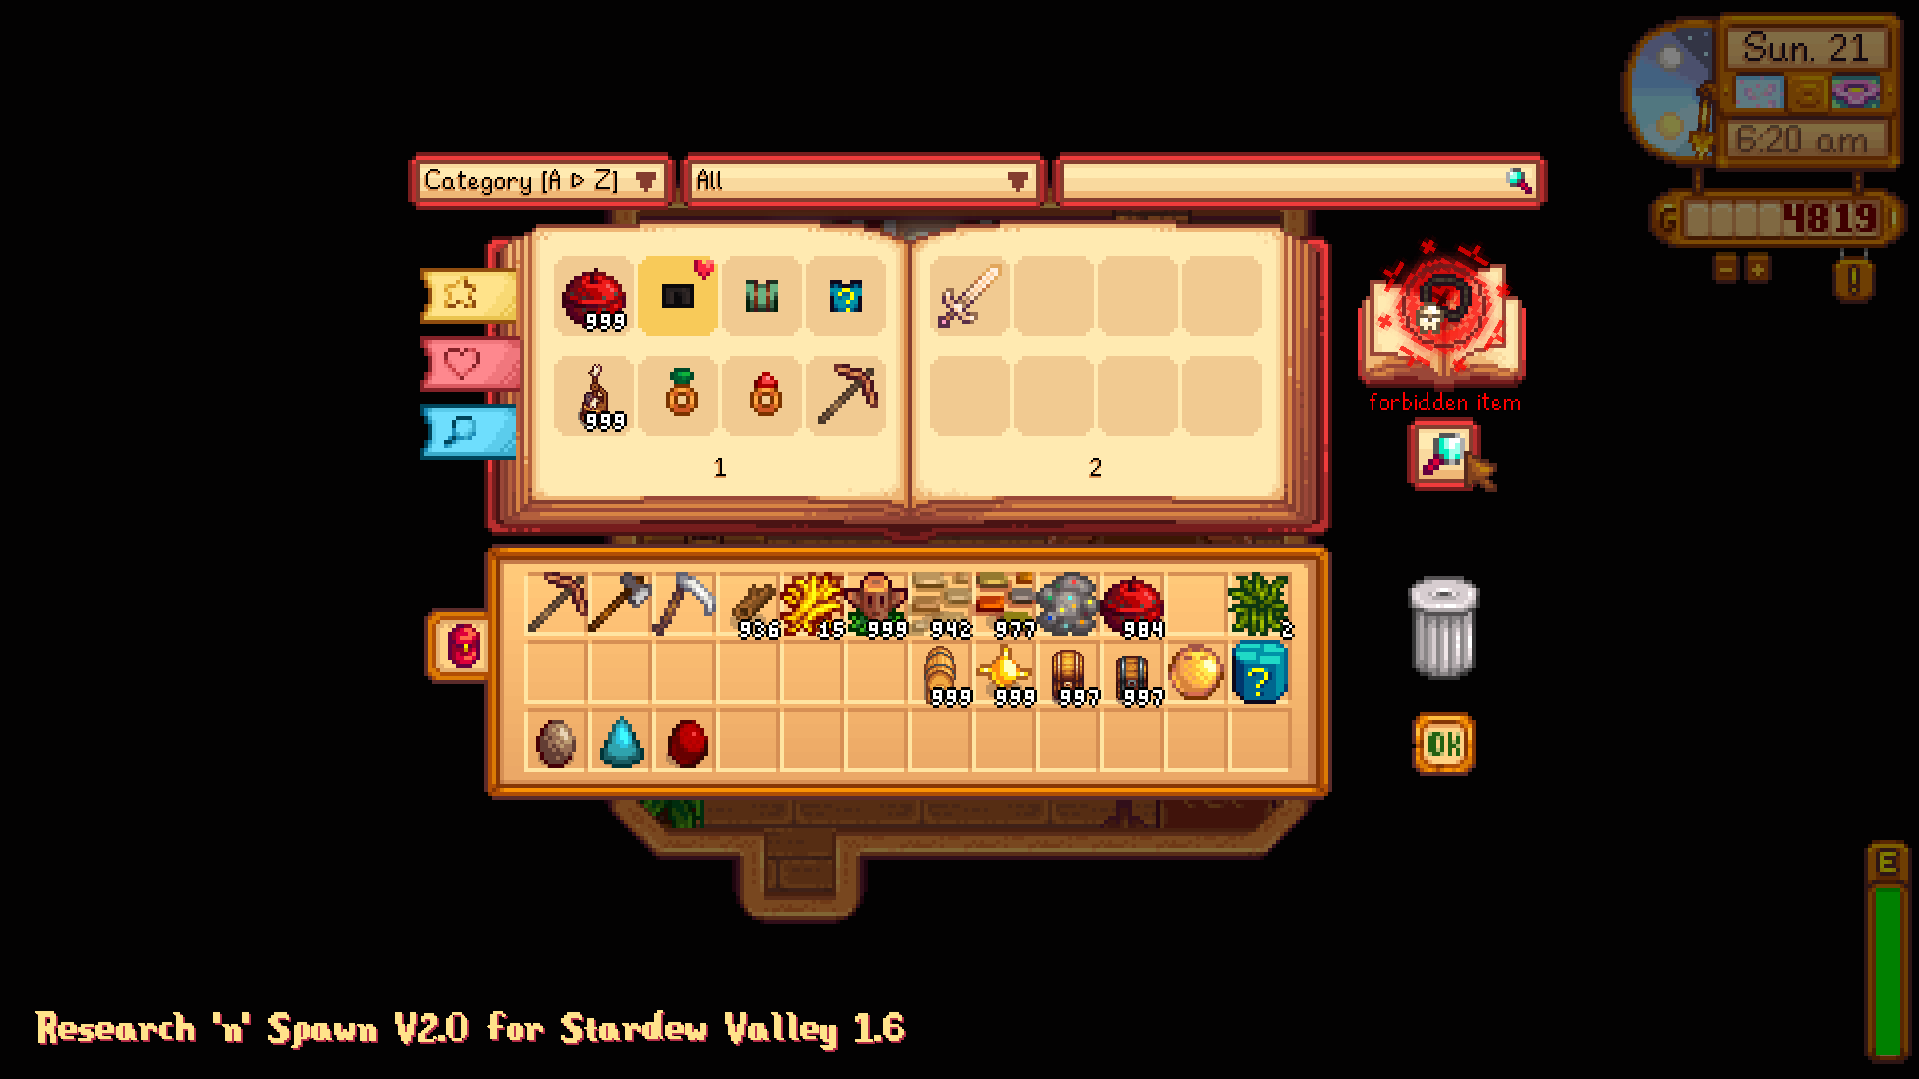 Sun. 21
6:20 am
G 4819
Category [A ▷ Z]
All
999
?
999
1
2
forbidden item
936 15 999 942 977 984 2
999 999 997 997 ?
OK
E
Research 'n' Spawn V2.0 for Stardew Valley 1.6